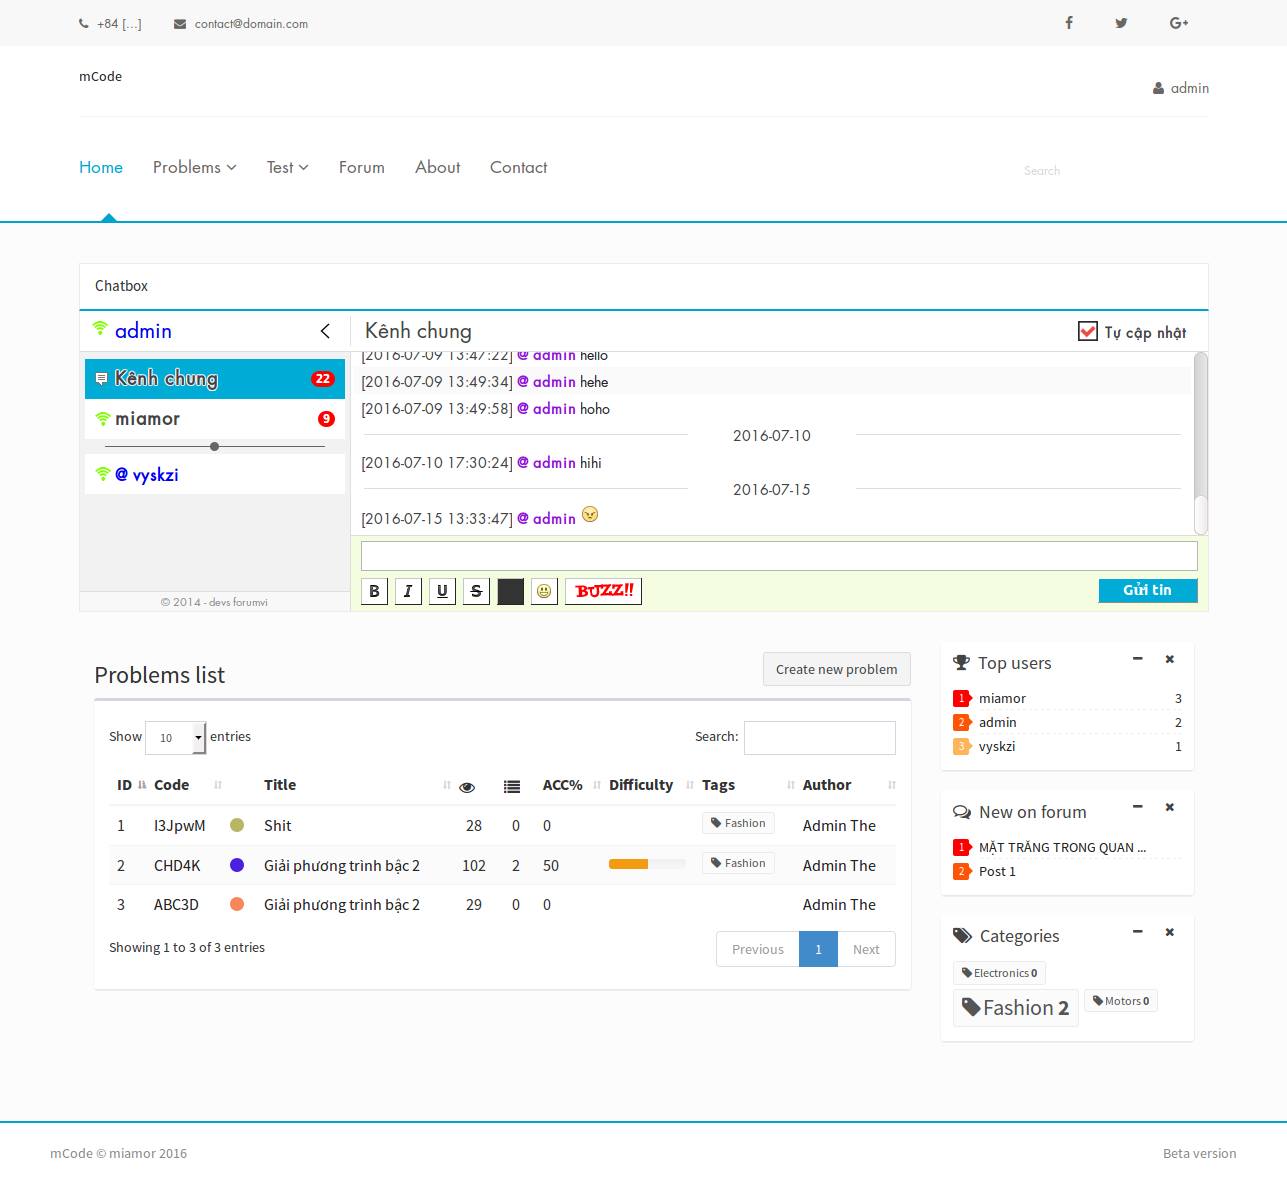 +84 [...] contact@domain.com
mCode
admin
Home Problems Test Forum About Contact Search
Chatbox
admin Kênh chung Tự cập nhật
Kênh chung 22
miamor 9
@ vyskzi
© 2014 - devs forumvi
[2016-07-09 13:47:22] @ admin hello
[2016-07-09 13:49:34] @ admin hehe
[2016-07-09 13:49:58] @ admin hoho
2016-07-10
[2016-07-10 17:30:24] @ admin hihi
2016-07-15
[2016-07-15 13:33:47] @ admin
B I U S BUZZ!! Gửi tin
Problems list Create new problem
Show 10 entries Search:
ID Code Title ACC% Difficulty Tags Author
1 I3JpwM Shit 28 0 0 Fashion Admin The
2 CHD4K Giải phương trình bậc 2 102 2 50 Fashion Admin The
3 ABC3D Giải phương trình bậc 2 29 0 0 Admin The
Showing 1 to 3 of 3 entries Previous 1 Next
Top users
1 miamor 3
2 admin 2
3 vyskzi 1
New on forum
1 MẶT TRĂNG TRONG QUAN ...
2 Post 1
Categories
Electronics 0
Fashion 2 Motors 0
mCode © miamor 2016 Beta version